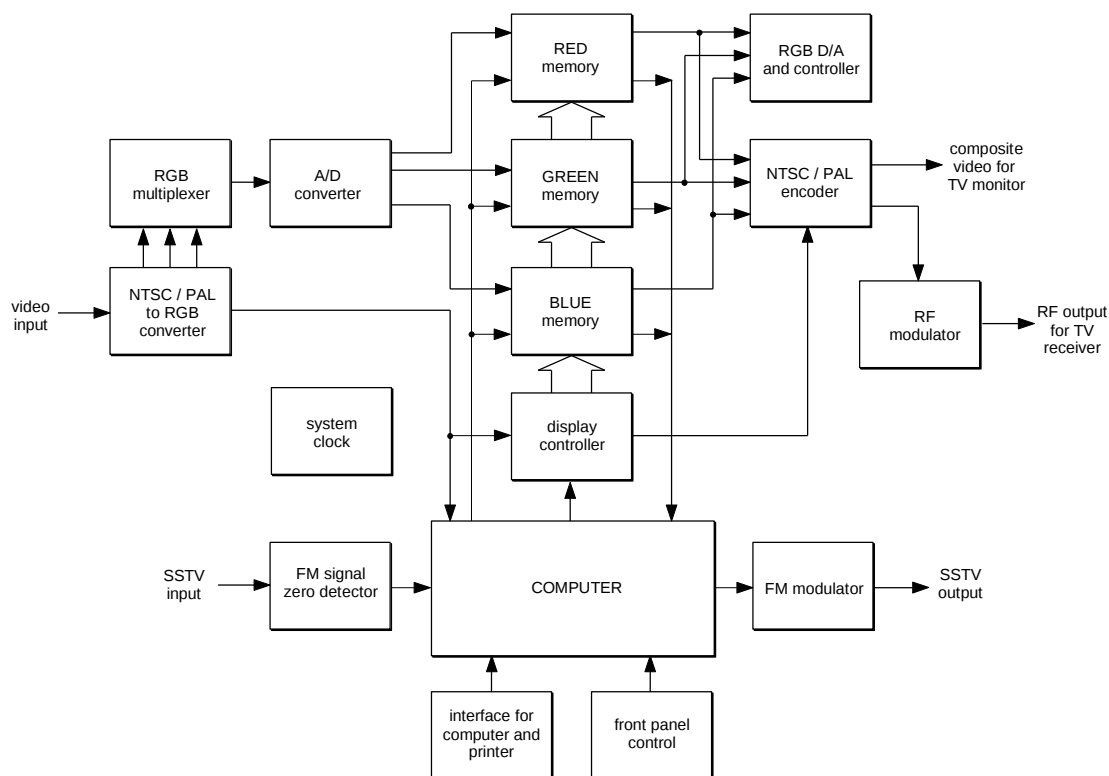 RED
memory
RGB D/A
and controller
RGB
multiplexer
A/D
converter
GREEN
memory
NTSC / PAL
encoder
composite
video for
TV monitor
video
input
NTSC / PAL
to RGB
converter
BLUE
memory
RF
modulator
RF output
for TV
receiver
system
clock
display
controller
SSTV
input
FM signal
zero detector
COMPUTER
FM modulator
SSTV
output
interface for
computer and
printer
front panel
control